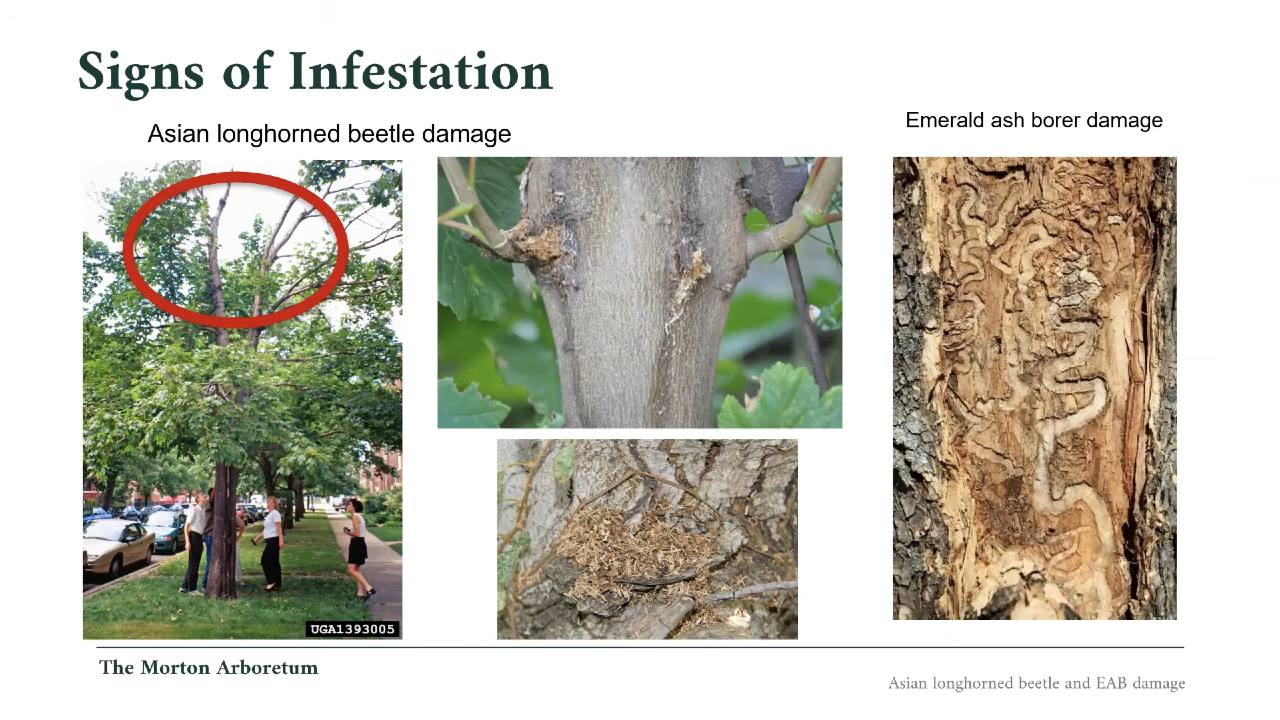 Signs of Infestation
Asian longhorned beetle damage
Emerald ash borer damage
UGA1393005
The Morton Arboretum
Asian longhorned beetle and EAB damage